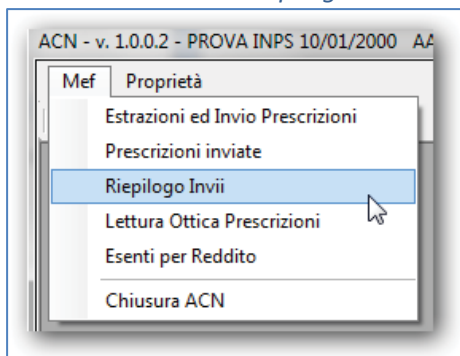 ACN - v. 1.0.0.2 - PROVA INPS 10/01/2000 AA
Mef Proprietà
Estrazioni ed Invio Prescrizioni
Prescrizioni inviate
Riepilogo Invii
Lettura Ottica Prescrizioni
Esenti per Reddito
Chiusura ACN